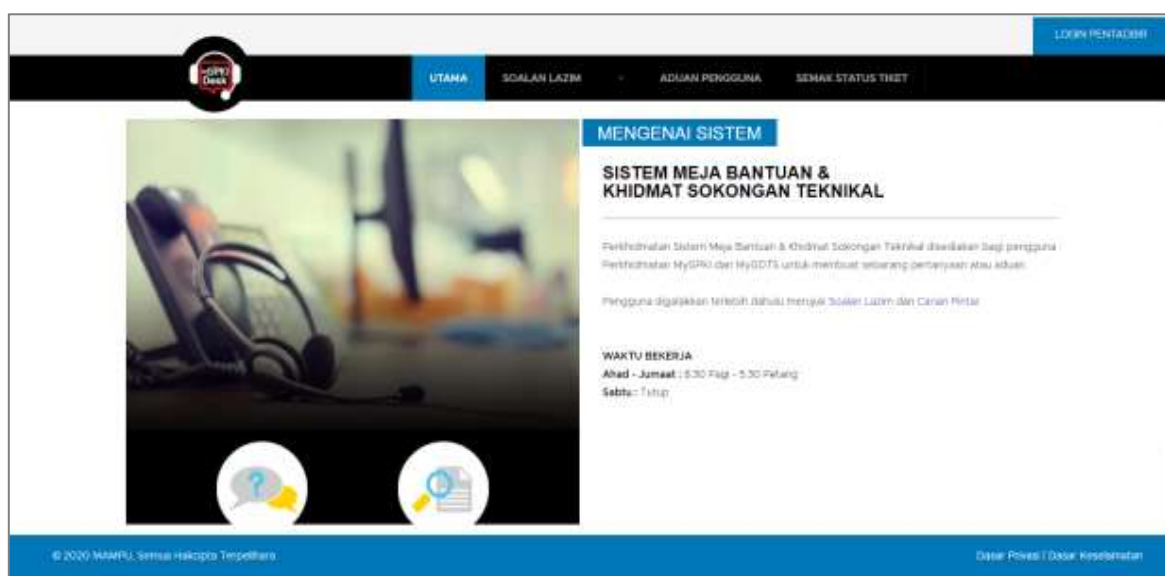 LOGIN PENTADBIR
GPKI
Desk
UTAMA SOALAN LAZIM ADUAN PENGGUNA SEMAK STATUS TIKET
MENGENAI SISTEM
SISTEM MEJA BANTUAN &
KHIDMAT SOKONGAN TEKNIKAL
Perkhidmatan Sistem Meja Bantuan & Khidmat Sokongan Teknikal disediakan bagi pengguna
Perkhidmatan MyGPKI dan MyGDTS untuk membuat sebarang pertanyaan atau aduan.
Pengguna digalakkan terlebih dahulu merujuk Soalan Lazim dan Carian Pintar
WAKTU BEKERJA
Ahad - Jumaat : Pagi - 5.30 Petang
Sabtu : Tutup
© 2020 MAMPU, Semua Hakcipta Terpelihara.
Dasar Privasi | Dasar Keselamatan